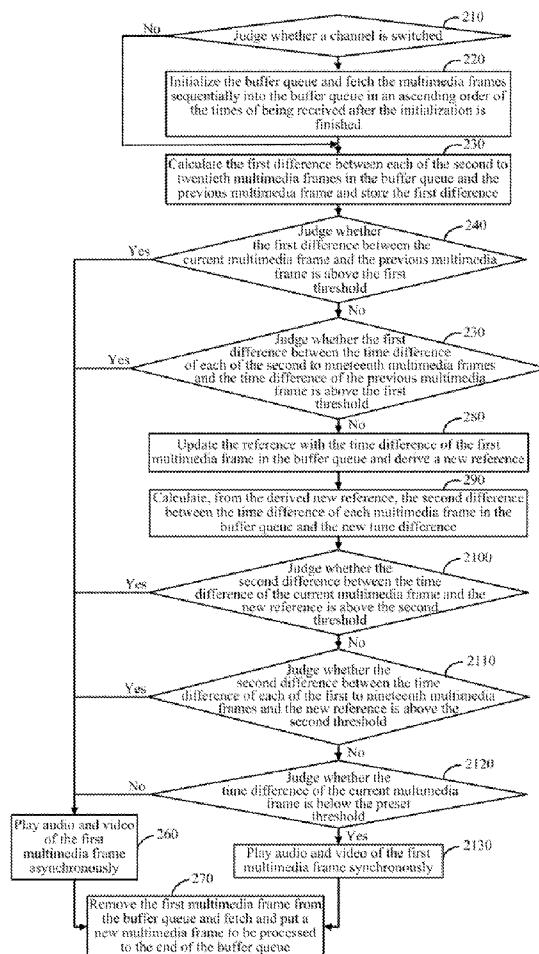 210
No
Judge whether a channel is switched
220
Initialize the buffer queue and fetch the multimedia frames
sequentially into the buffer queue in an ascending order of
the times of being received after the initialization is
finished
230
Calculate the first difference between each of the second to
twentieth multimedia frames in the buffer queue and the
previous multimedia frame and store the first difference
240
Judge whether
the first difference between the
current multimedia frame and the previous multimedia
frame is above the first
threshold
Yes
No
230
Judge whether the first
difference between the time difference
of each of the second to nineteenth multimedia frames
and the time difference of the previous multimedia
frame is above the first
threshold
Yes
No
280
Update the reference with the time difference of the first
multimedia frame in the buffer queue and derive a new reference
290
Calculate, from the derived new reference, the second difference
between the time difference of each multimedia frame in the
buffer queue and the new time difference
2100
Judge whether the
second difference between the time
difference of the current multimedia frame and the
new reference is above the second
threshold
Yes
No
2110
Judge whether the
second difference between the time
difference of each of the first to nineteenth multimedia
frames and the new reference is above the
second threshold
Yes
No
2120
Judge whether the
time difference of the current multimedia
frame is below the preset
threshold
No
Yes
Play audio and video
of the first
multimedia frame
asynchronously
260
Play audio and video of the first
multimedia frame synchronously
2130
270
Remove the first multimedia frame from
the buffer queue and fetch and put a
new multimedia frame to be processed
to the end of the buffer queue